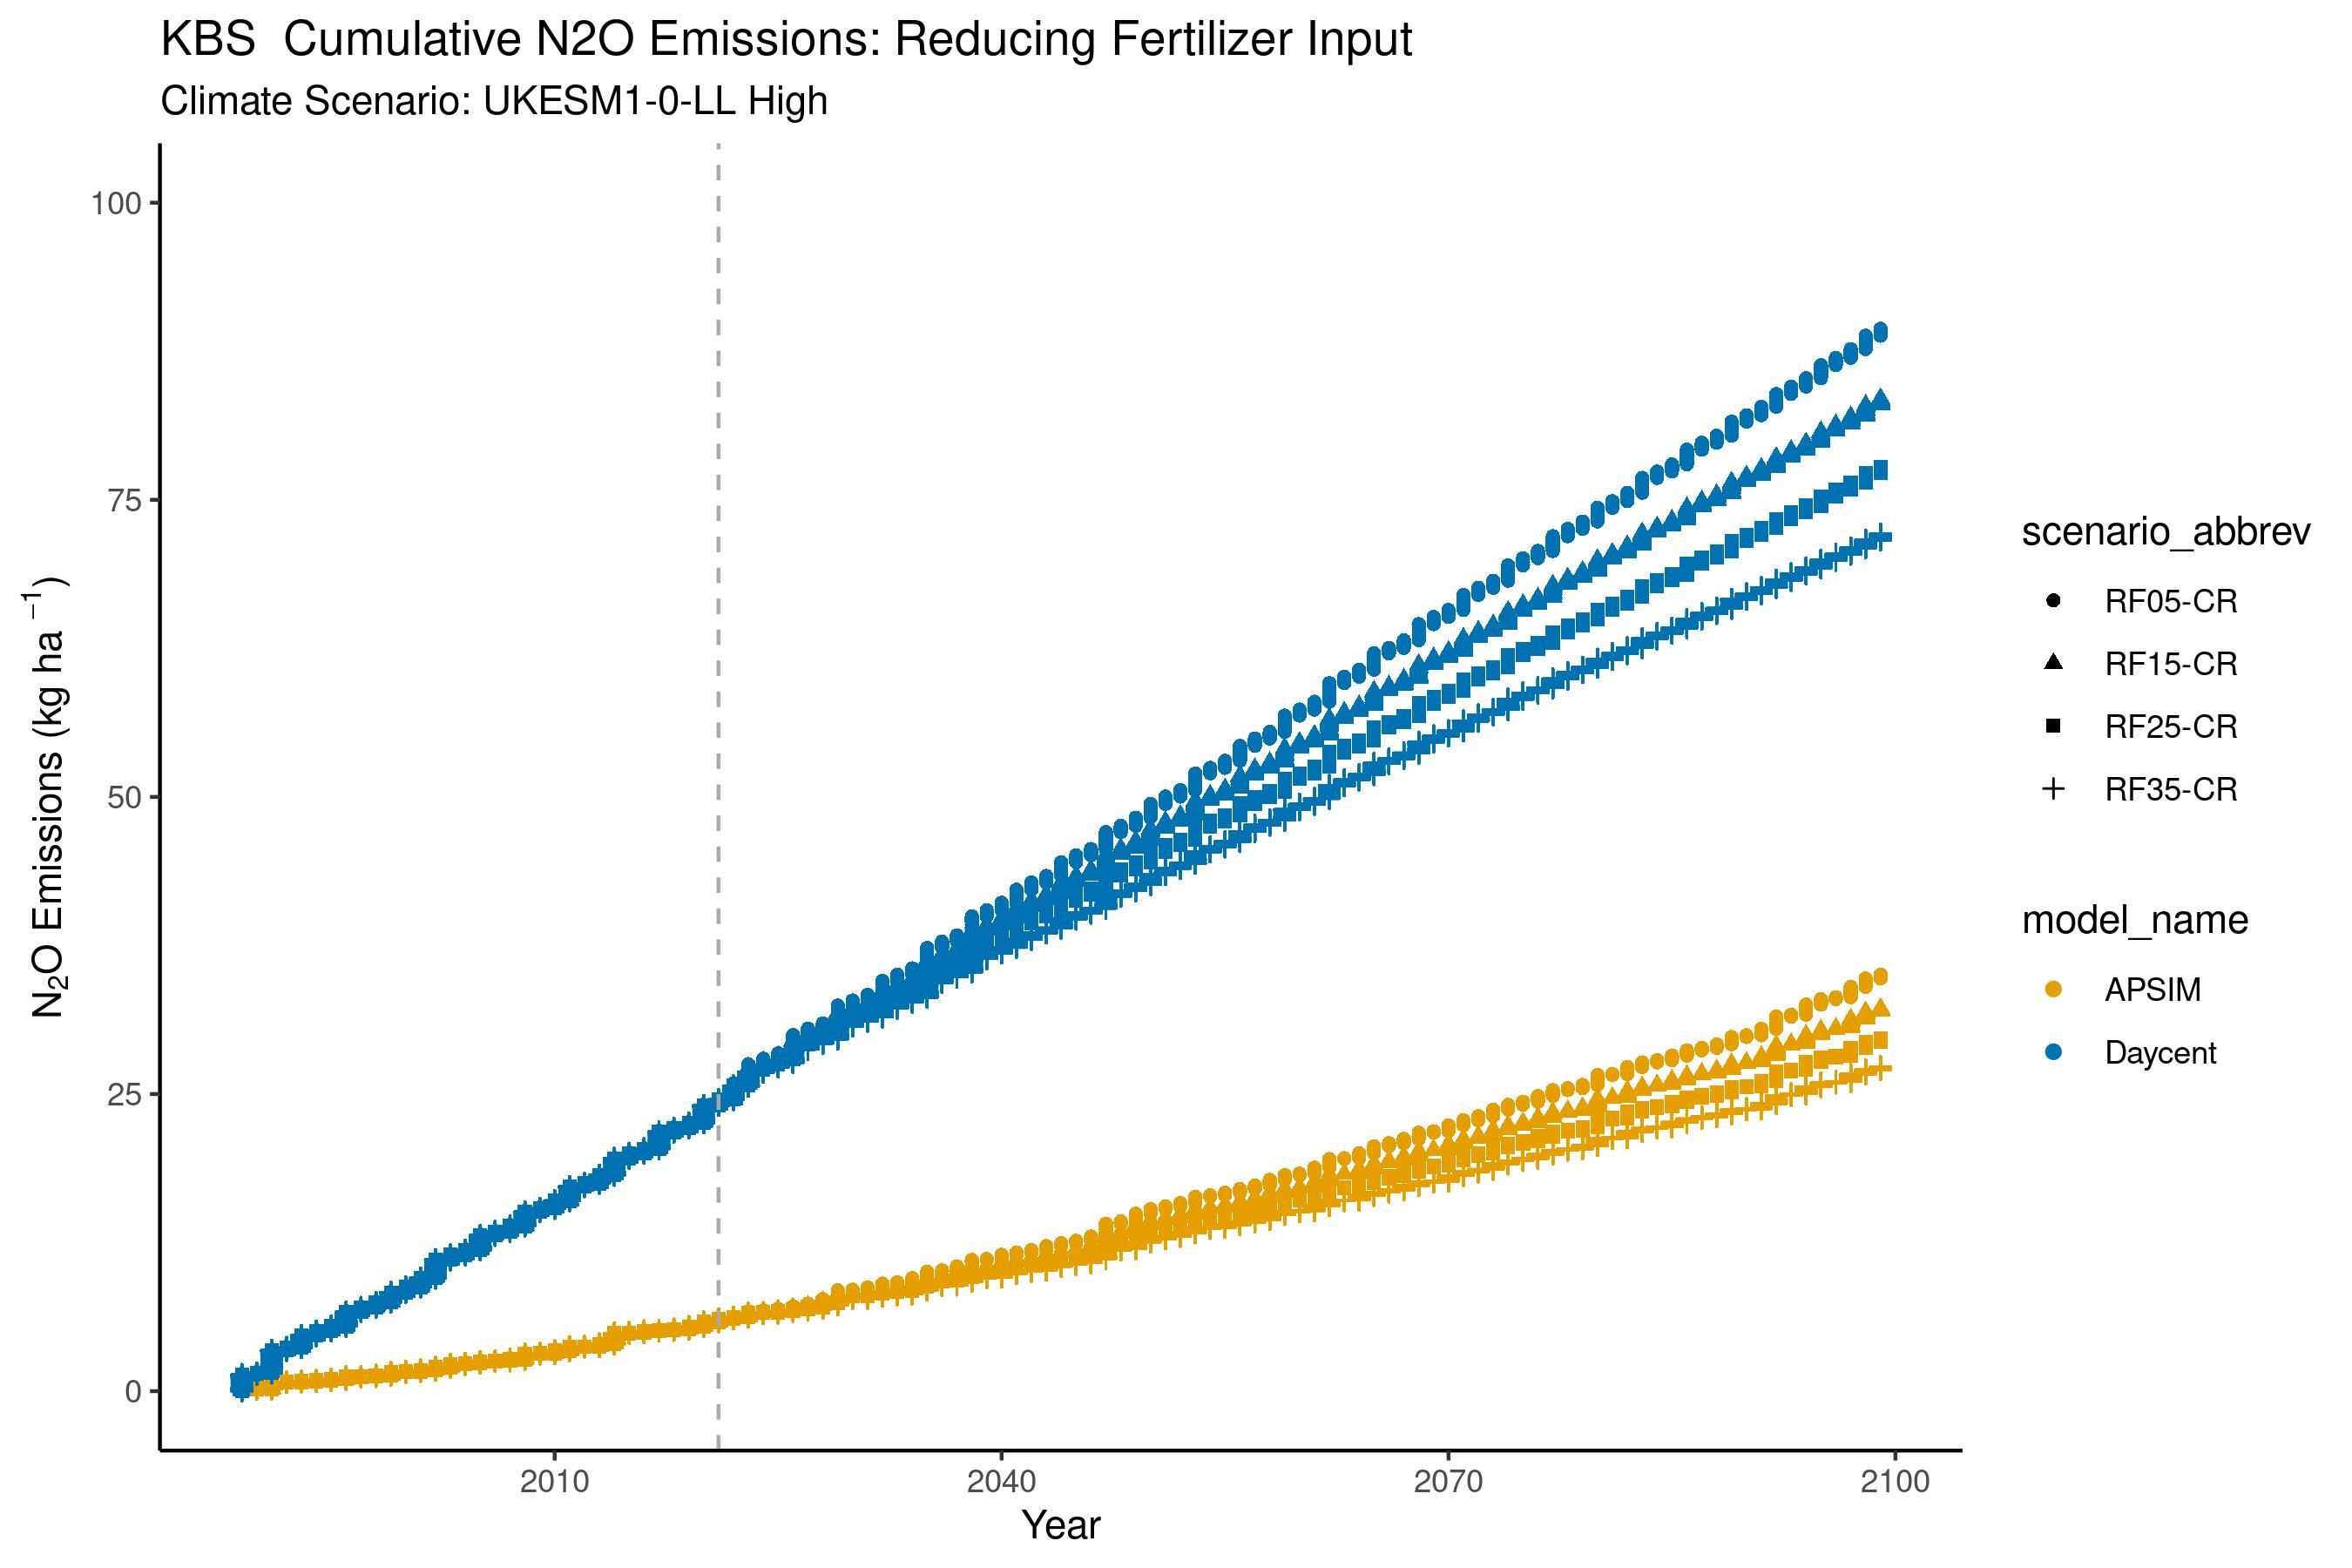 KBS  Cumulative N2O Emissions: Reducing Fertilizer Input
Climate Scenario: UKESM1-0-LL High
N₂O Emissions (kg ha ⁻¹)
100
75
50
25
0
2010 2040 2070 2100
Year
scenario_abbrev
RF05-CR
RF15-CR
RF25-CR
RF35-CR
model_name
APSIM
Daycent